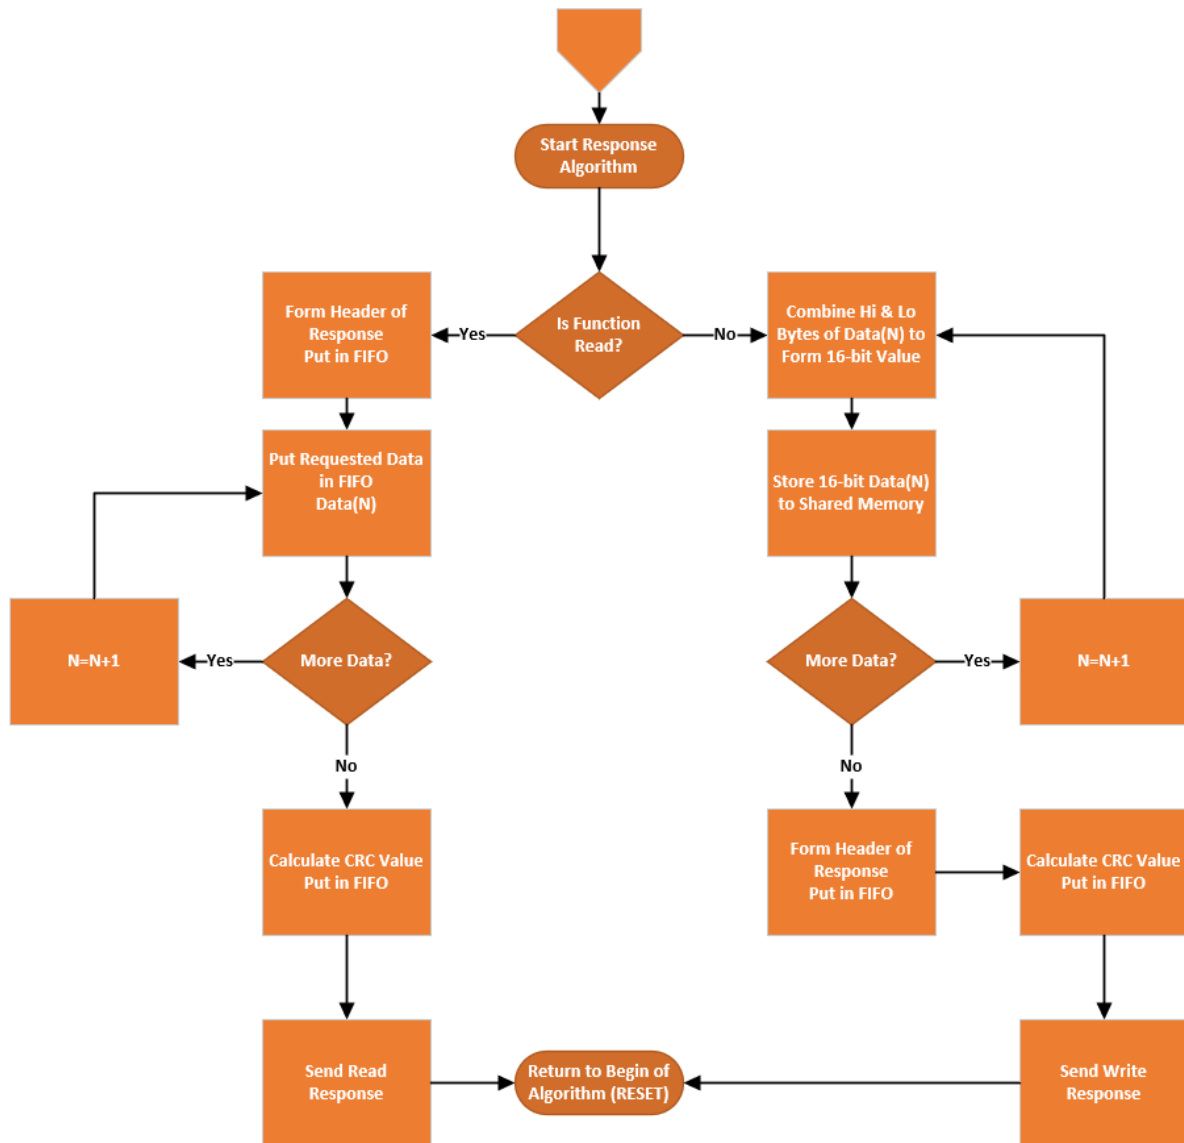 Start Response
Algorithm
Is Function
Read?
Yes
No
Form Header of
Response
Put in FIFO
Combine Hi & Lo
Bytes of Data(N) to
Form 16-bit Value
Put Requested Data
in FIFO
Data(N)
Store 16-bit Data(N)
to Shared Memory
N=N+1
Yes
More Data?
More Data?
Yes
N=N+1
No
No
Calculate CRC Value
Put in FIFO
Form Header of
Response
Put in FIFO
Calculate CRC Value
Put in FIFO
Send Read
Response
Return to Begin of
Algorithm (RESET)
Send Write
Response